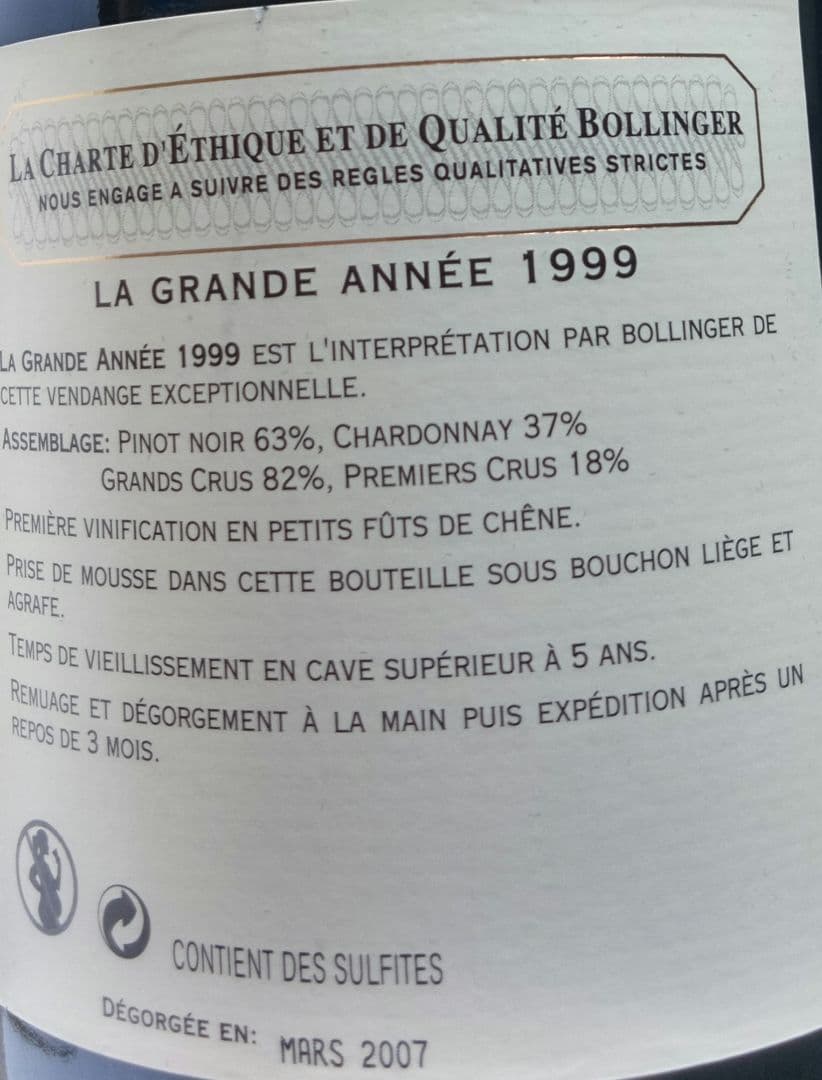 LA CHARTE D'ÉTHIQUE ET DE QUALITÉ BOLLINGER
NOUS ENGAGE A SUIVRE DES REGLES QUALITATIVES STRICTES
LA GRANDE ANNÉE 1999
LA GRANDE ANNÉE 1999 EST L'INTERPRÉTATION PAR BOLLINGER DE
CETTE VENDANGE EXCEPTIONNELLE.
ASSEMBLAGE: PINOT NOIR 63%, CHARDONNAY 37%
GRANDS CRUS 82%, PREMIERS CRUS 18%
PREMIÈRE VINIFICATION EN PETITS FÛTS DE CHÊNE.
PRISE DE MOUSSE DANS CETTE BOUTEILLE SOUS BOUCHON LIÈGE ET
AGRAFE.
TEMPS DE VIEILLISSEMENT EN CAVE SUPÉRIEUR À 5 ANS.
REMUAGE ET DÉGORGEMENT À LA MAIN PUIS EXPÉDITION APRÈS UN
REPOS DE 3 MOIS.
CONTIENT DES SULFITES
DÉGORGÉE EN: MARS 2007